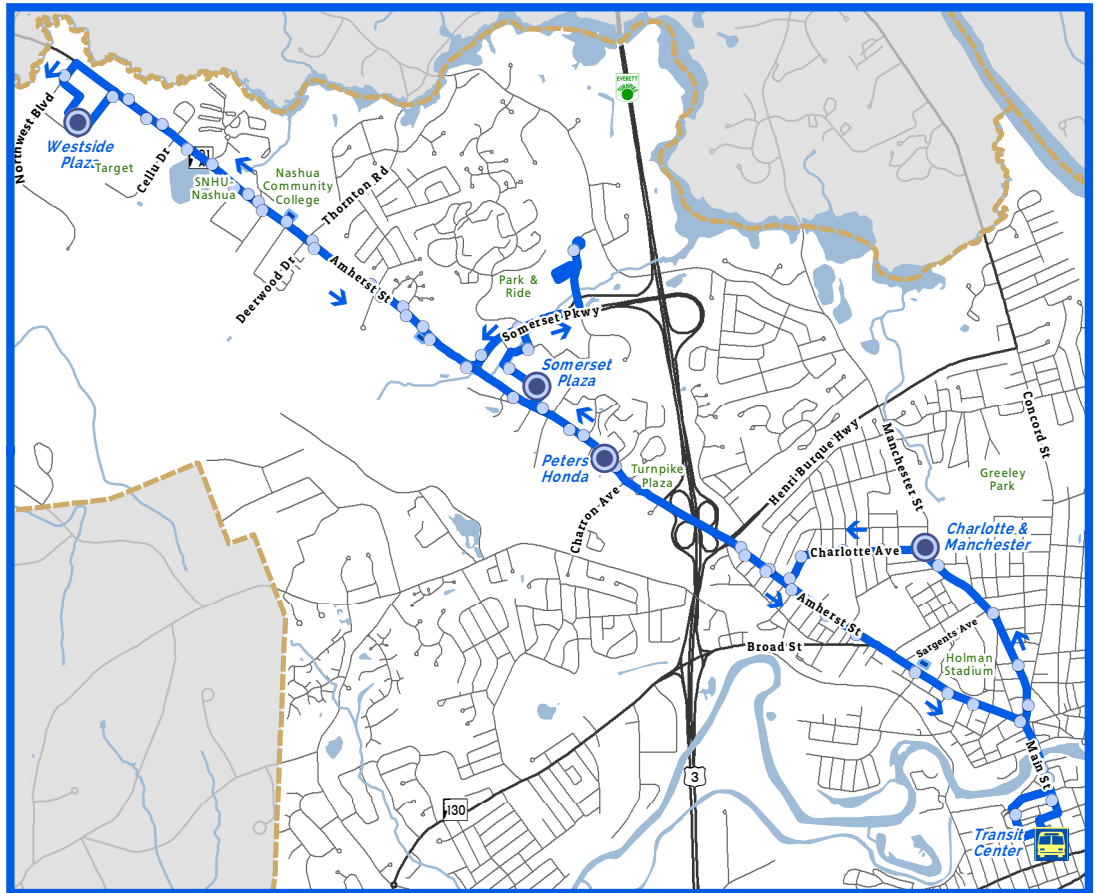 EVERETT
TURNPIKE
Northwest Blvd
Westside
Plaza
Target
Cellu Dr
SNHU-
Nashua
Nashua
Community
College
Thornton Rd
Deerwood Dr
Amherst St
Park &
Ride
Somerset Pkwy
Somerset
Plaza
Peters
Honda
Turnpike
Plaza
Charron Ave
Henri Burque Hwy
Manchester St
Concord St
Greeley
Park
Charlotte &
Manchester
Charlotte Ave
Amherst St
Sargents Ave
Broad St
Holman
Stadium
Main St
3
130
Transit
Center